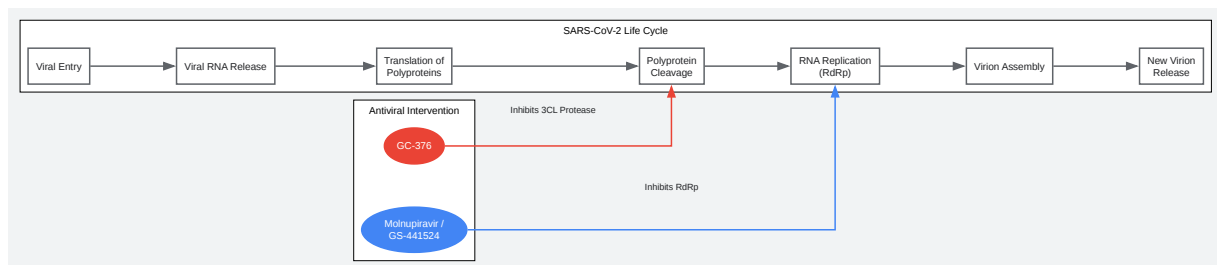 SARS-CoV-2 Life Cycle
Viral Entry
Viral RNA Release
Translation of
Polyproteins
Polyprotein
Cleavage
RNA Replication
(RdRp)
Virion Assembly
New Virion
Release
Antiviral Intervention
Inhibits 3CL Protease
GC-376
Inhibits RdRp
Molnupiravir /
GS-441524